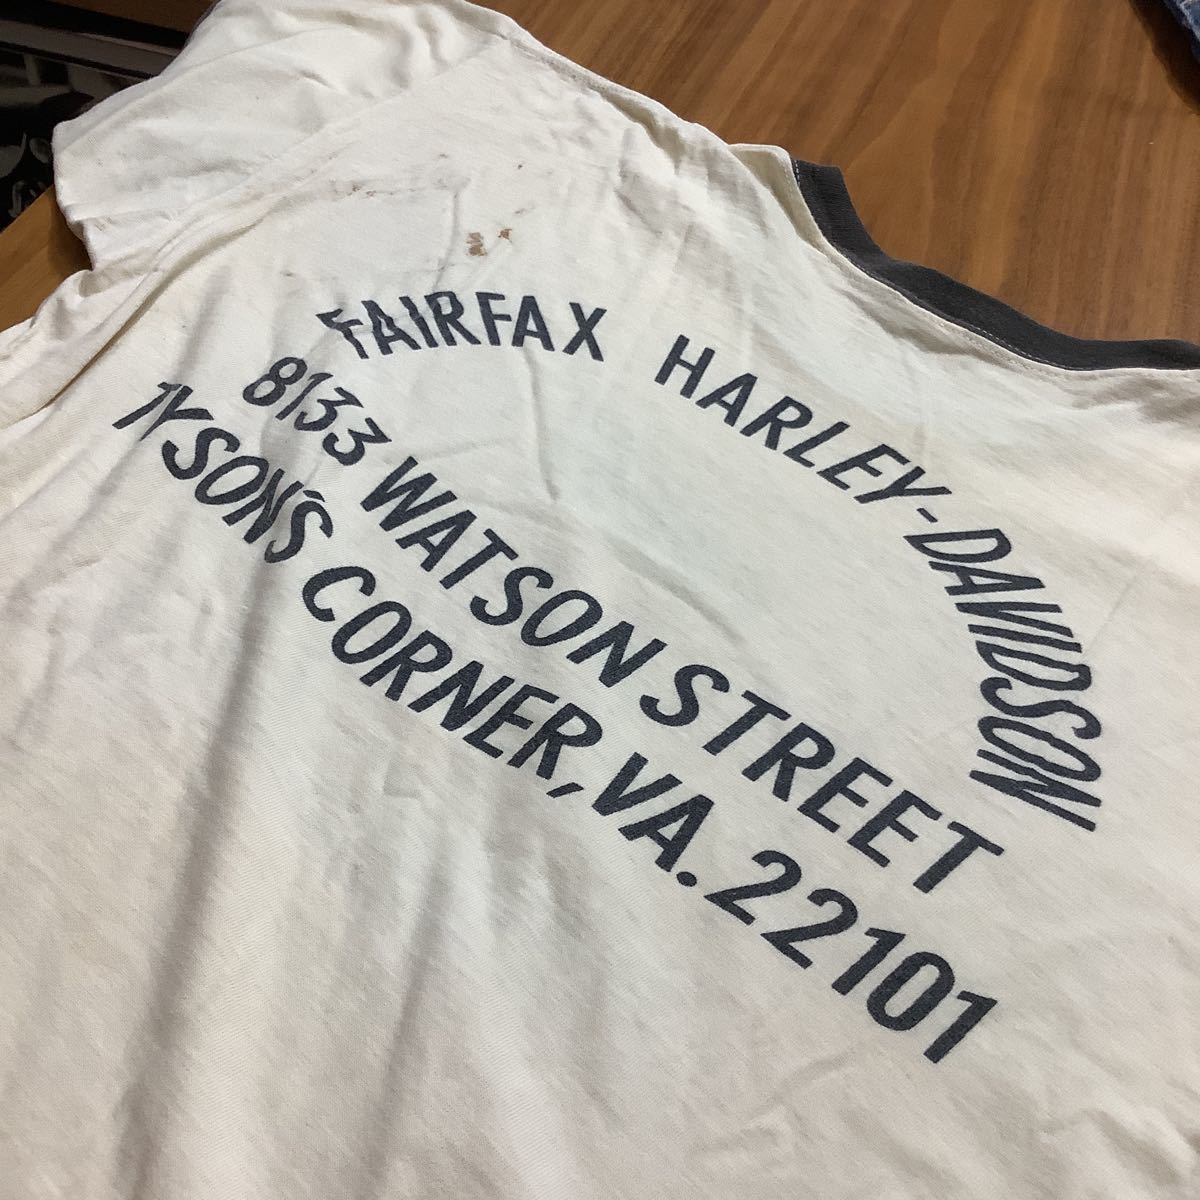 FAIRFAX HARLEY-DAVIDSON
8133 WATSON STREET
TYSON'S CORNER, VA. 22101